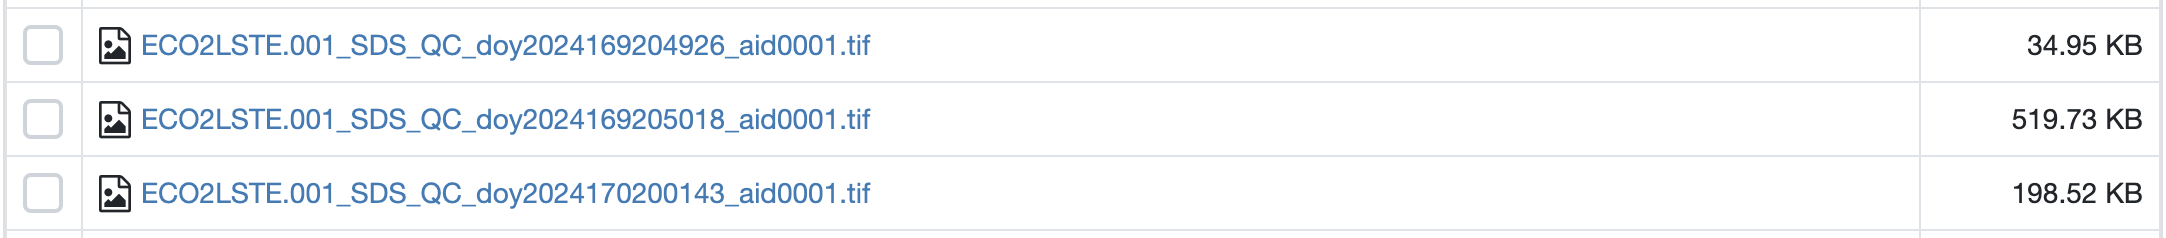 ECO2LSTE.001_SDS_QC_doy2024169204926_aid0001.tif 34.95 KB
ECO2LSTE.001_SDS_QC_doy2024169205018_aid0001.tif 519.73 KB
ECO2LSTE.001_SDS_QC_doy2024170200143_aid0001.tif 198.52 KB